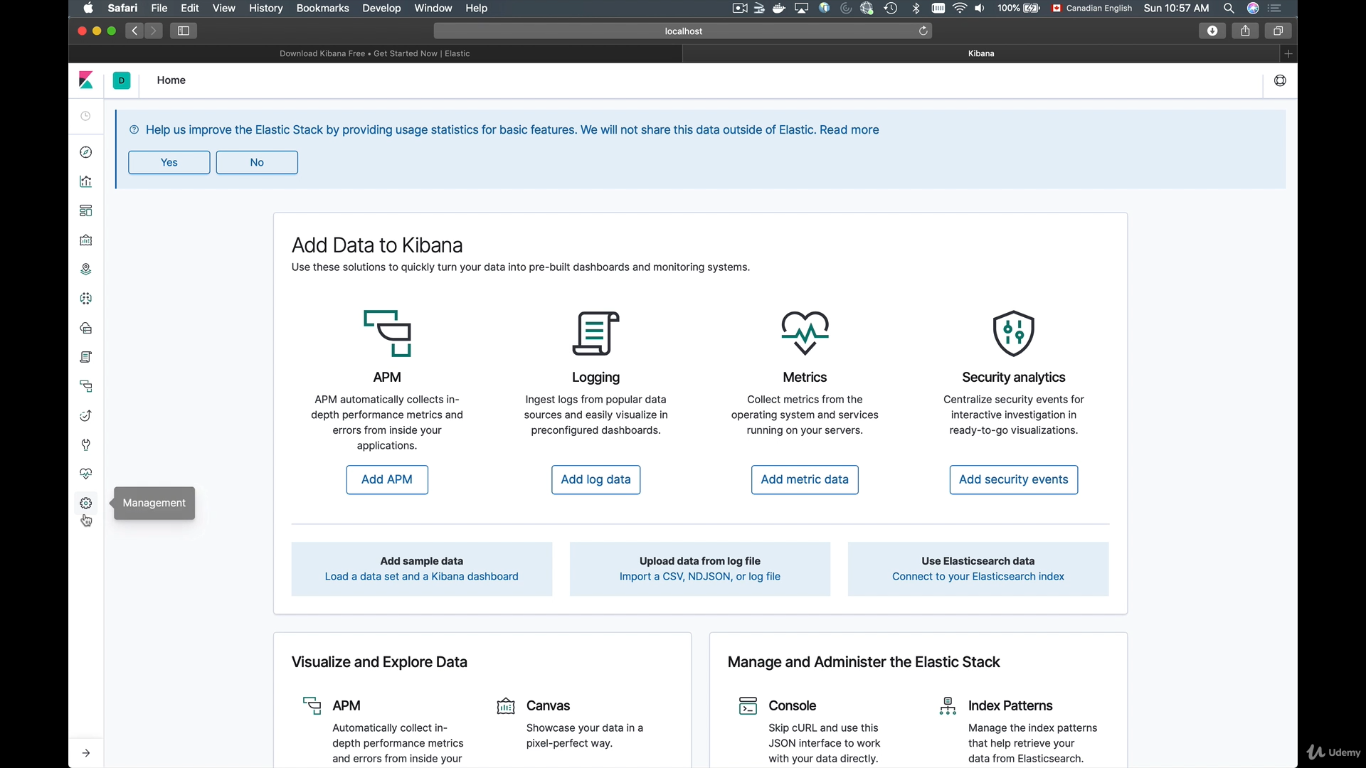 Safari File Edit View History Bookmarks Develop Window Help 100% Canadian English Sun 10:57 AM
localhost
Download Kibana Free • Get Started Now | Elastic
Kibana
D
Home
Help us improve the Elastic Stack by providing usage statistics for basic features. We will not share this data outside of Elastic. Read more
Yes No
Add Data to Kibana
Use these solutions to quickly turn your data into pre-built dashboards and monitoring systems.
APM
APM automatically collects in-
depth performance metrics and
errors from inside your
applications.
Add APM
Logging
Ingest logs from popular data
sources and easily visualize in
preconfigured dashboards.
Add log data
Metrics
Collect metrics from the
operating system and services
running on your servers.
Add metric data
Security analytics
Centralize security events for
interactive investigation in
ready-to-go visualizations.
Add security events
Management
Add sample data
Load a data set and a Kibana dashboard
Upload data from log file
Import a CSV, NDJSON, or log file
Use Elasticsearch data
Connect to your Elasticsearch index
Visualize and Explore Data
APM
Automatically collect in-
depth performance metrics
and errors from inside your
Canvas
Showcase your data in a
pixel-perfect way.
Manage and Administer the Elastic Stack
Console
Skip cURL and use this
JSON interface to work
with your data directly.
Index Patterns
Manage the index patterns
that help retrieve your
data from Elasticsearch.
Udemy